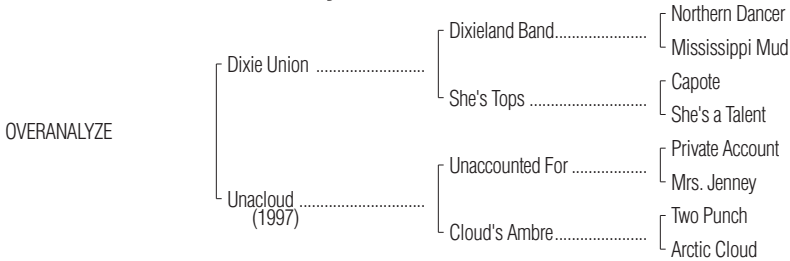 Northern Dancer
Dixieland Band......................
Mississippi Mud
Dixie Union ..........................
Capote
She's Tops ............................
She's a Talent
OVERANALYZE
Private Account
Unaccounted For ..................
Mrs. Jenney
Unacloud ..............................
(1997)
Two Punch
Cloud's Ambre......................
Arctic Cloud